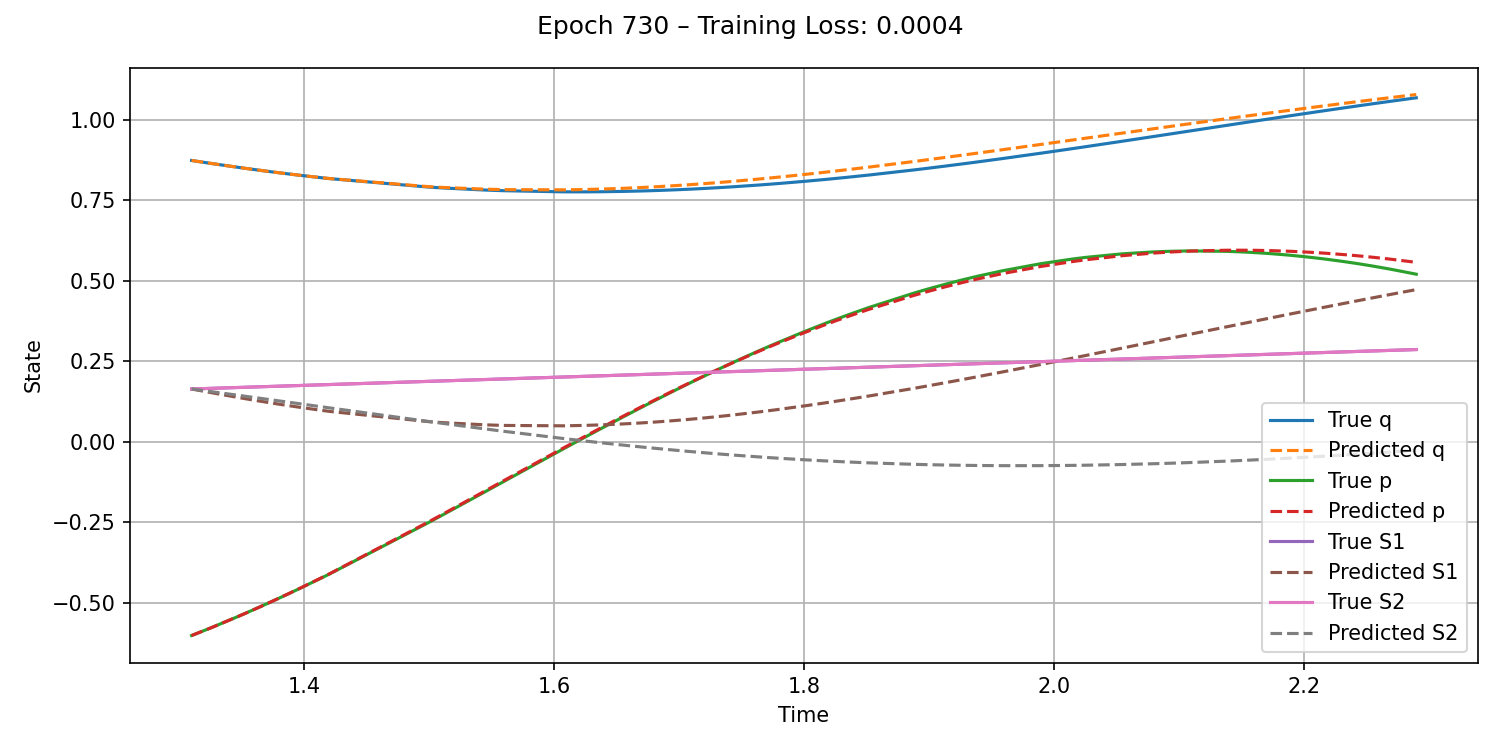 Epoch 730 – Training Loss: 0.0004
State
1.00
0.75
0.50
0.25
0.00
−0.25
−0.50
True q
Predicted q
True p
Predicted p
True S1
Predicted S1
True S2
Predicted S2
1.4 1.6 1.8 2.0 2.2
Time